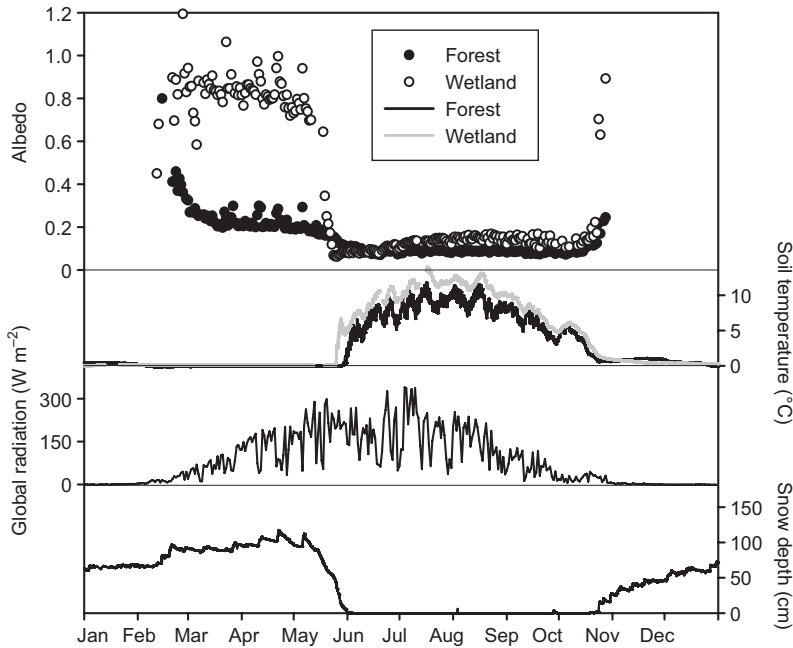 1.2
1.0
0.8
0.6
0.4
0.2
0
Albedo
Forest
Wetland
Forest
Wetland
10
5
0
Soil temperature (°C)
300
150
0
Global radiation (W m–2)
150
100
50
0
Snow depth (cm)
Jan Feb Mar Apr May Jun Jul Aug Sep Oct Nov Dec